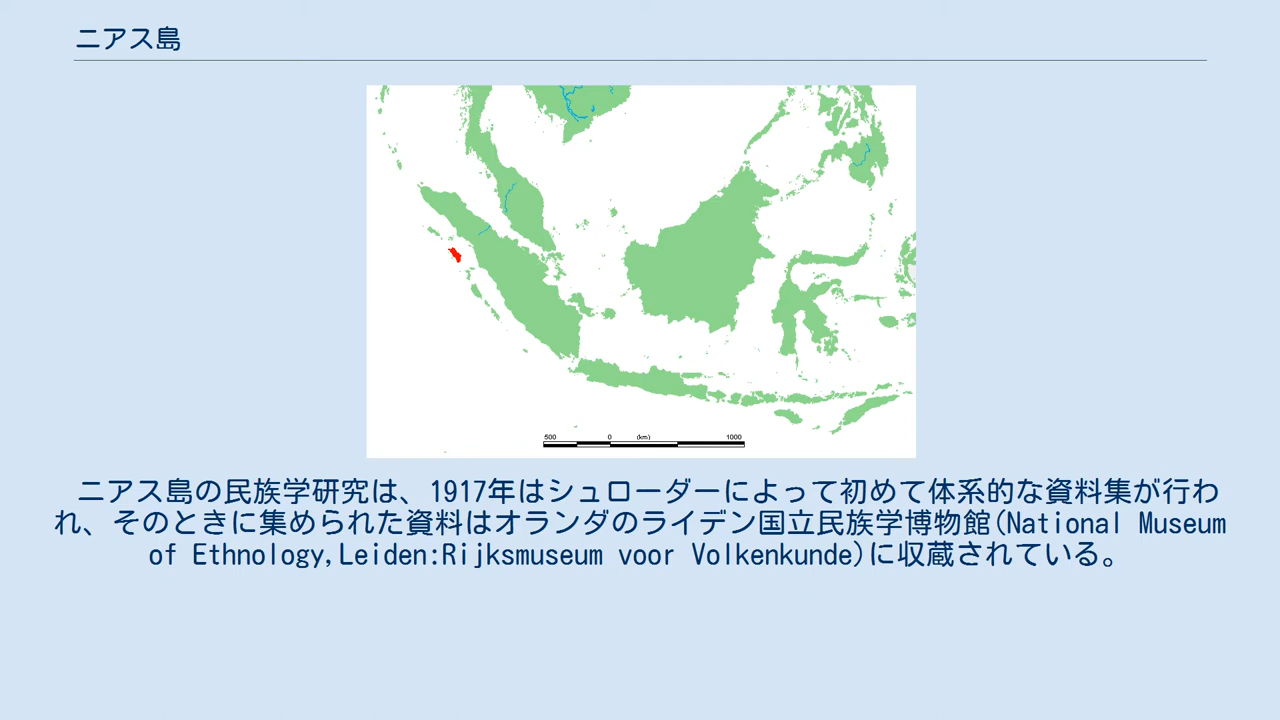 ニアス島
500 0 (km) 1000
ニアス島の民族学研究は、1917年はシュローダーによって初めて体系的な資料集が行わ
れ、そのときに集められた資料はオランダのライデン国立民族学博物館(National Museum
of Ethnology,Leiden:Rijksmuseum voor Volkenkunde)に収蔵されている。